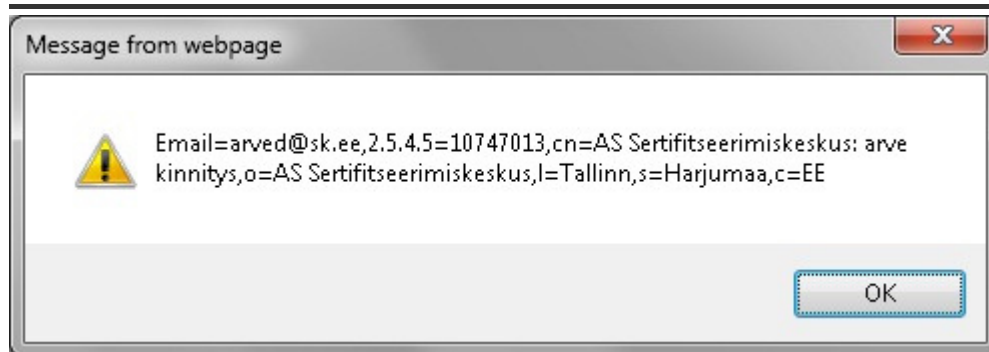 Message from webpage
Email=arved@sk.ee,2.5.4.5=10747013,cn=AS Sertifitseerimiskeskus: arve
kinnitys,o=AS Sertifitseerimiskeskus,l=Tallinn,s=Harjumaa,c=EE
OK